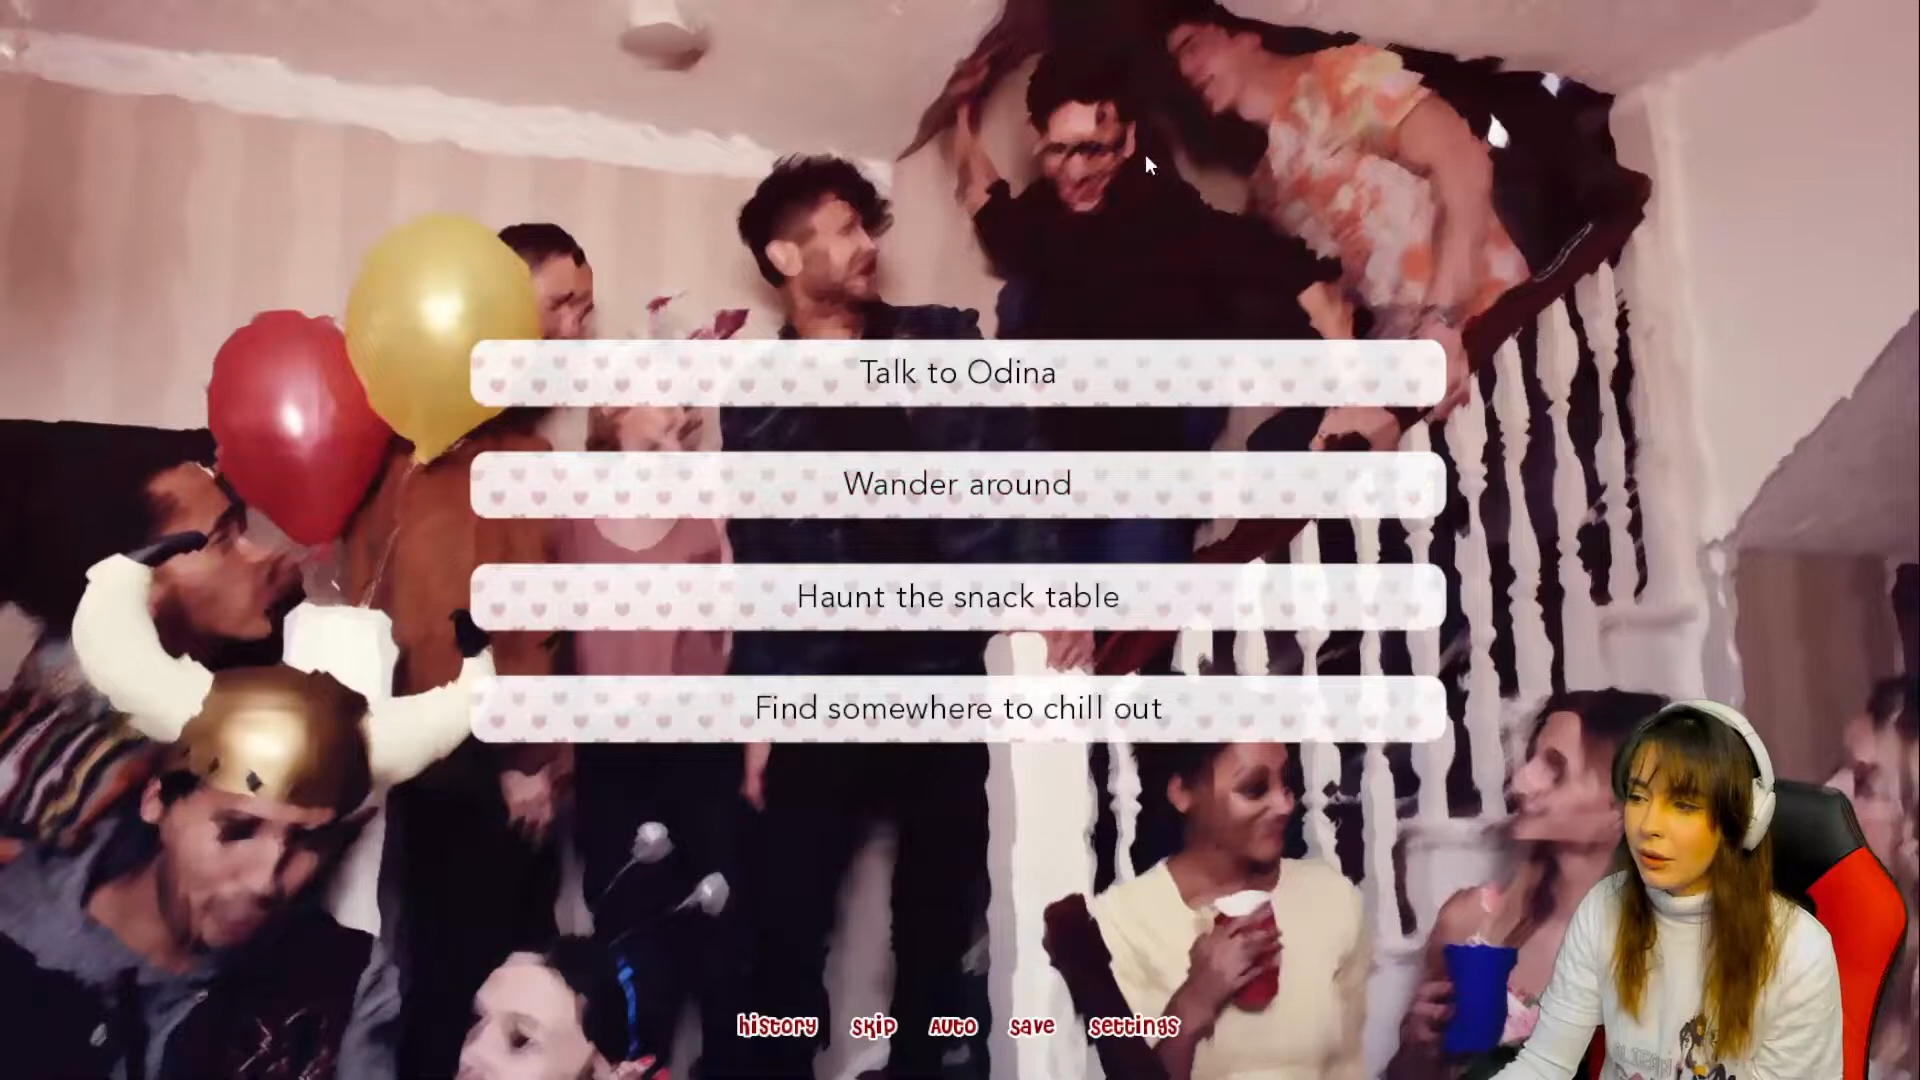 Talk to Odina
Wander around
Haunt the snack table
Find somewhere to chill out
history skip AUTO save settings